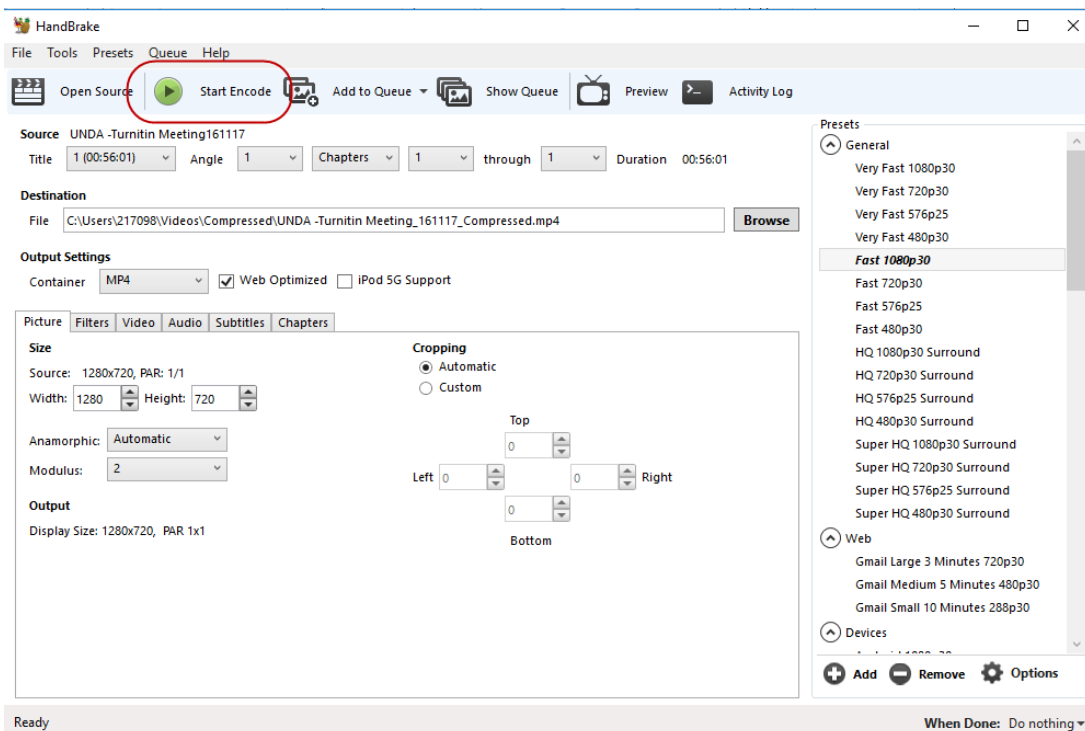 HandBrake
File Tools Presets Queue Help
Open Source Start Encode Add to Queue Show Queue Preview Activity Log
Source UNDA -Turnitin Meeting161117
Title 1 (00:56:01) Angle 1 Chapters 1 through 1 Duration 00:56:01
Destination
File C:\Users\217098\Videos\Compressed\UNDA -Turnitin Meeting_161117_Compressed.mp4 Browse
Output Settings
Container MP4 Web Optimized iPod 5G Support
Picture Filters Video Audio Subtitles Chapters
Size
Source: 1280x720, PAR: 1/1
Width: 1280 Height: 720
Anamorphic: Automatic
Modulus: 2
Output
Display Size: 1280x720, PAR 1x1
Cropping
Automatic
Custom
Top
0
Left 0 0 Right
0
Bottom
Presets
General
Very Fast 1080p30
Very Fast 720p30
Very Fast 576p25
Very Fast 480p30
Fast 1080p30
Fast 720p30
Fast 576p25
Fast 480p30
HQ 1080p30 Surround
HQ 720p30 Surround
HQ 576p25 Surround
HQ 480p30 Surround
Super HQ 1080p30 Surround
Super HQ 720p30 Surround
Super HQ 576p25 Surround
Super HQ 480p30 Surround
Web
Gmail Large 3 Minutes 720p30
Gmail Medium 5 Minutes 480p30
Gmail Small 10 Minutes 288p30
Devices
Add Remove Options
Ready When Done: Do nothing